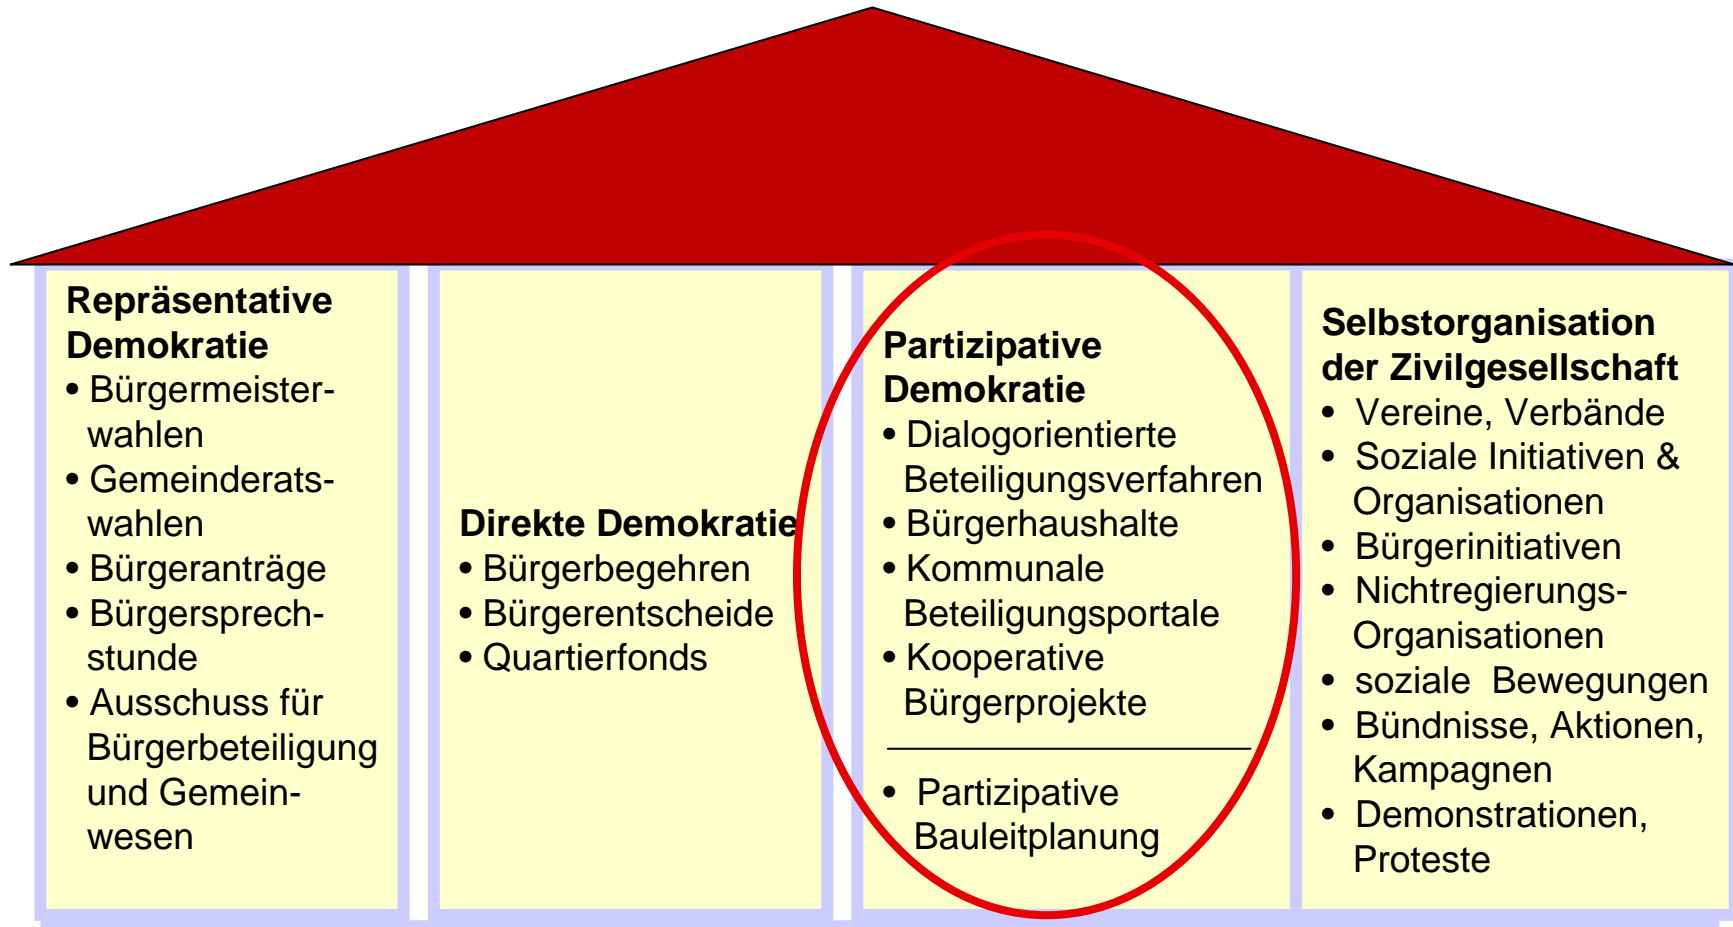 Repräsentative
Demokratie
• Bürgermeister-
wahlen
• Gemeinderats-
wahlen
• Bürgeranträge
• Bürgersprech-
stunde
• Ausschuss für
Bürgerbeteiligung
und Gemein-
wesen
Direkte Demokratie
• Bürgerbegehren
• Bürgerentscheide
• Quartierfonds
Partizipative
Demokratie
• Dialogorientierte
Beteiligungsverfahren
• Bürgerhaushalte
• Kommunale
Beteiligungsportale
• Kooperative
Bürgerprojekte
• Partizipative
Bauleitplanung
Selbstorganisation
der Zivilgesellschaft
• Vereine, Verbände
• Soziale Initiativen &
Organisationen
• Bürgerinitiativen
• Nichtregierungs-
Organisationen
• soziale Bewegungen
• Bündnisse, Aktionen,
Kampagnen
• Demonstrationen,
Proteste